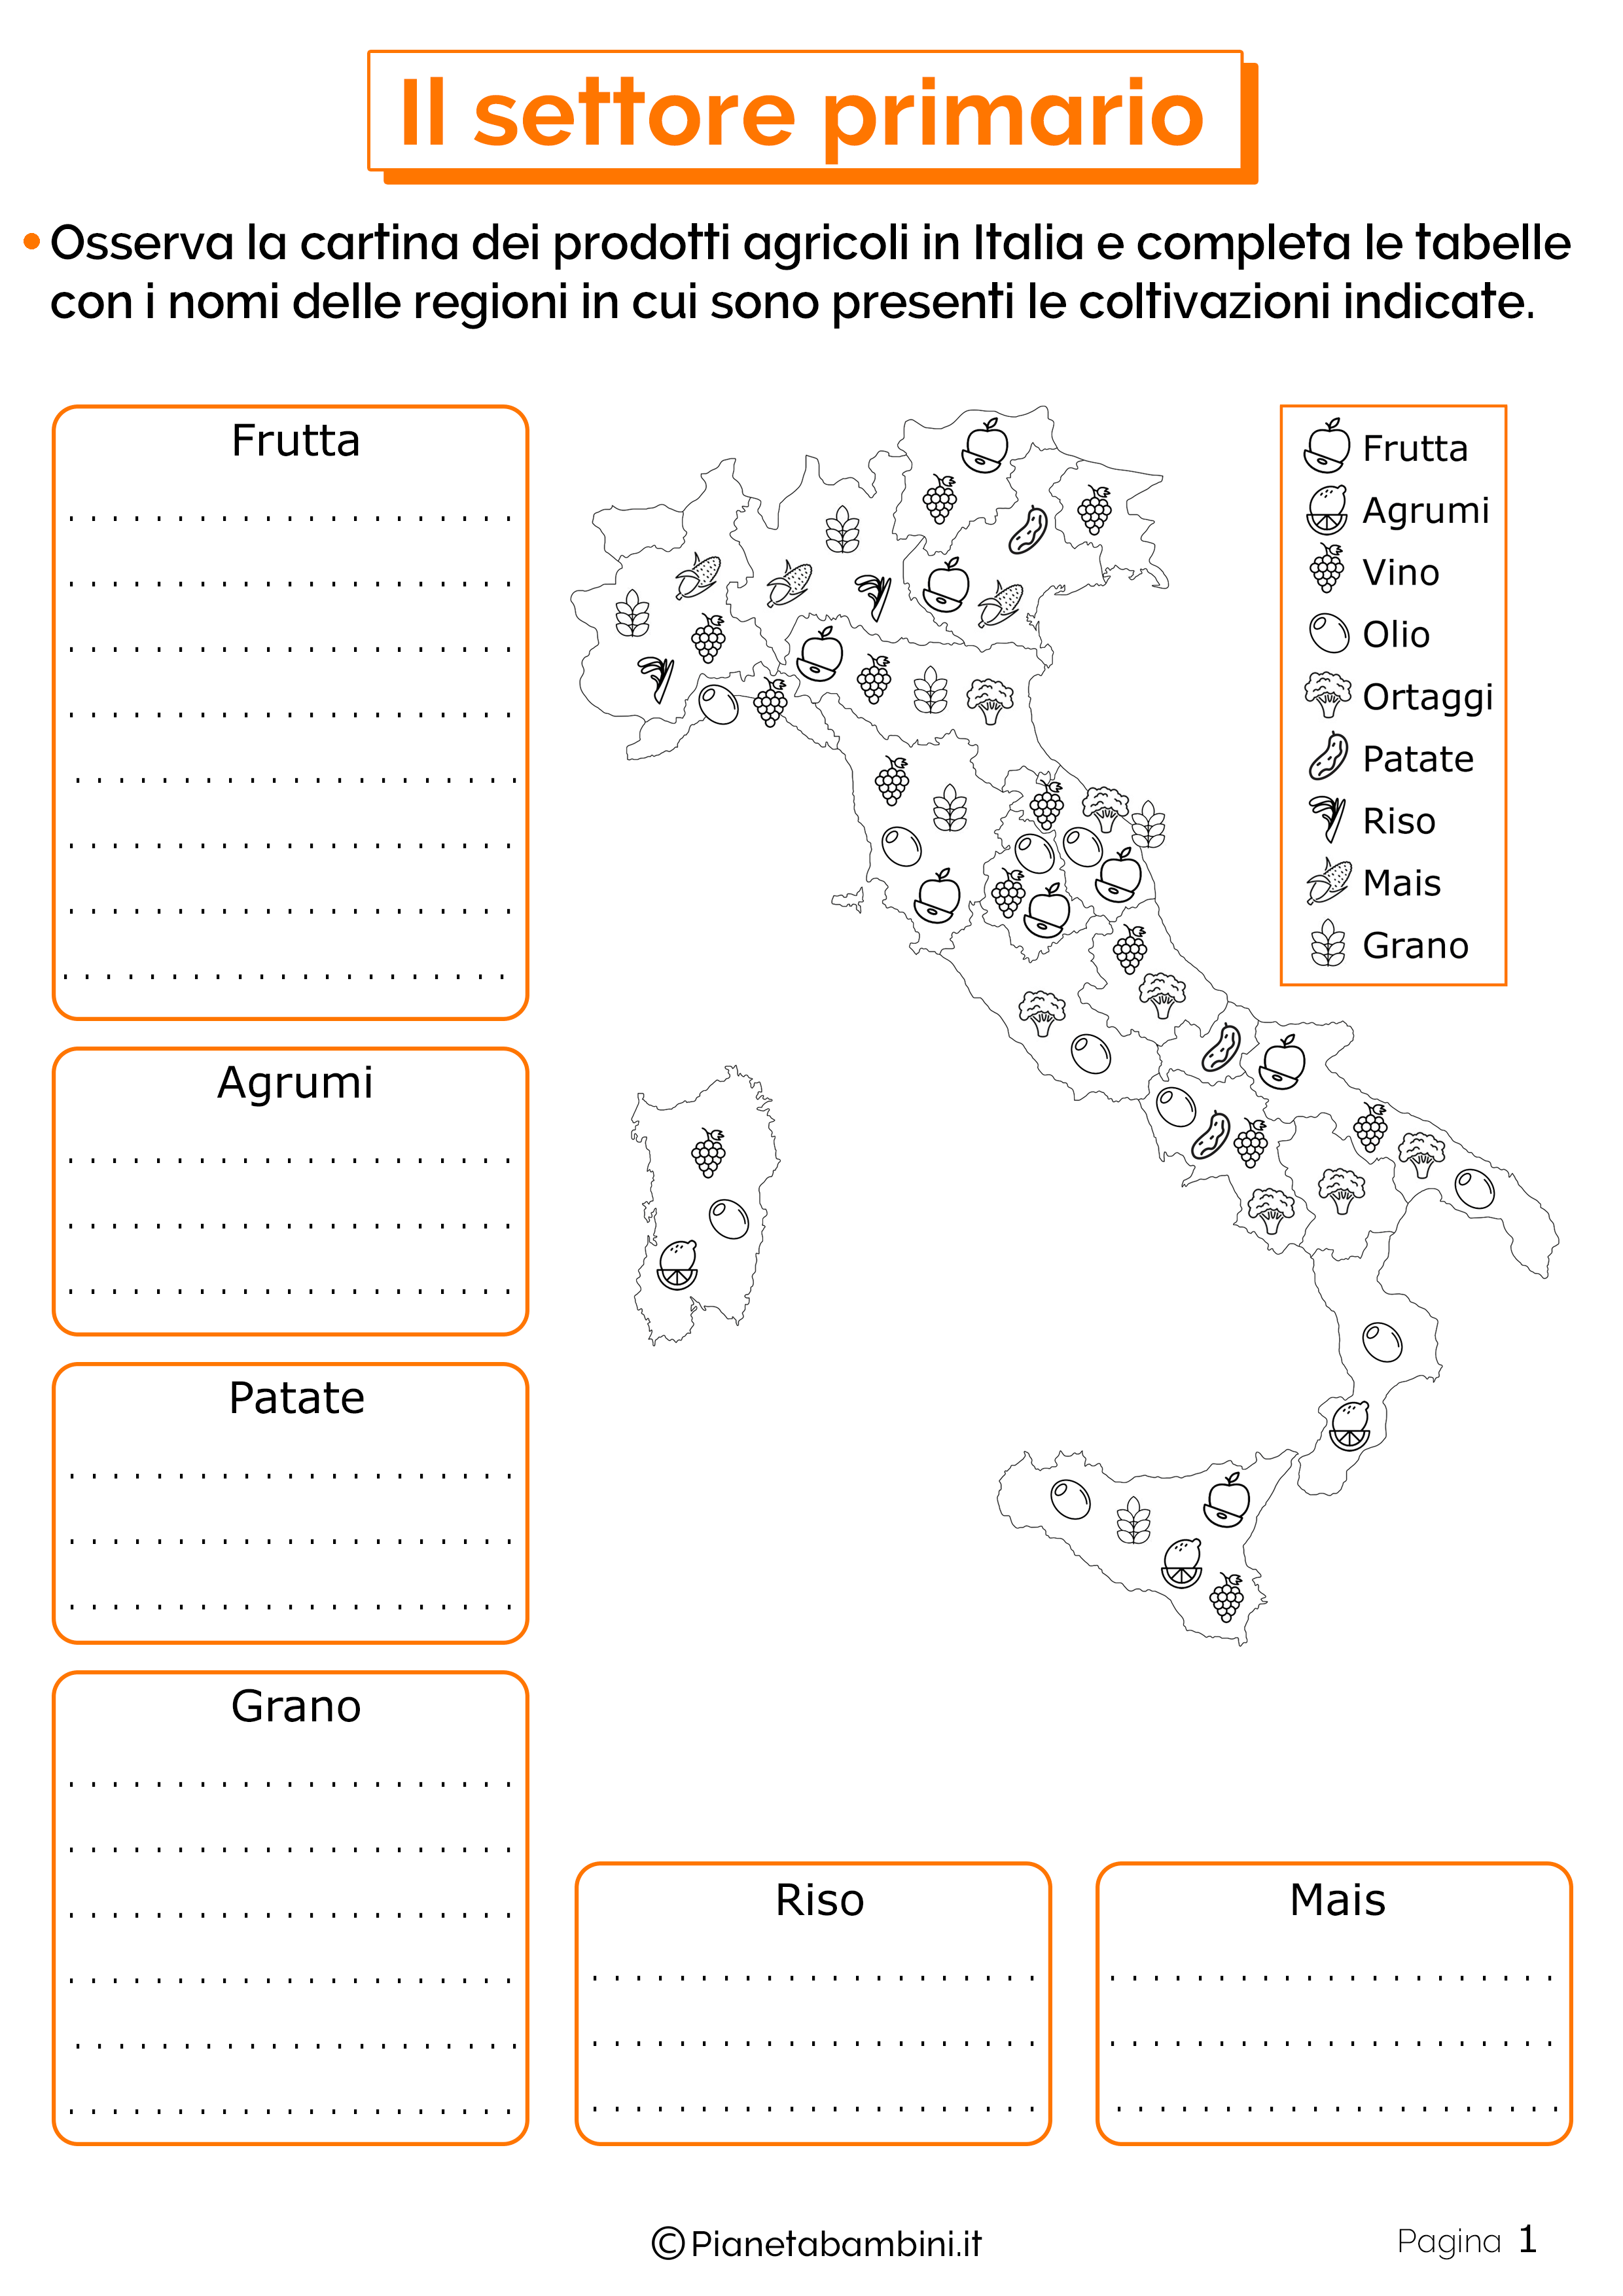 Il settore primario
• Osserva la cartina dei prodotti agricoli in Italia e completa le tabelle
con i nomi delle regioni in cui sono presenti le coltivazioni indicate.
Frutta
Agrumi
Patate
Grano
Frutta
Agrumi
Vino
Olio
Ortaggi
Patate
Riso
Mais
Grano
Riso
Mais
©Pianetabambini.it
Pagina 1